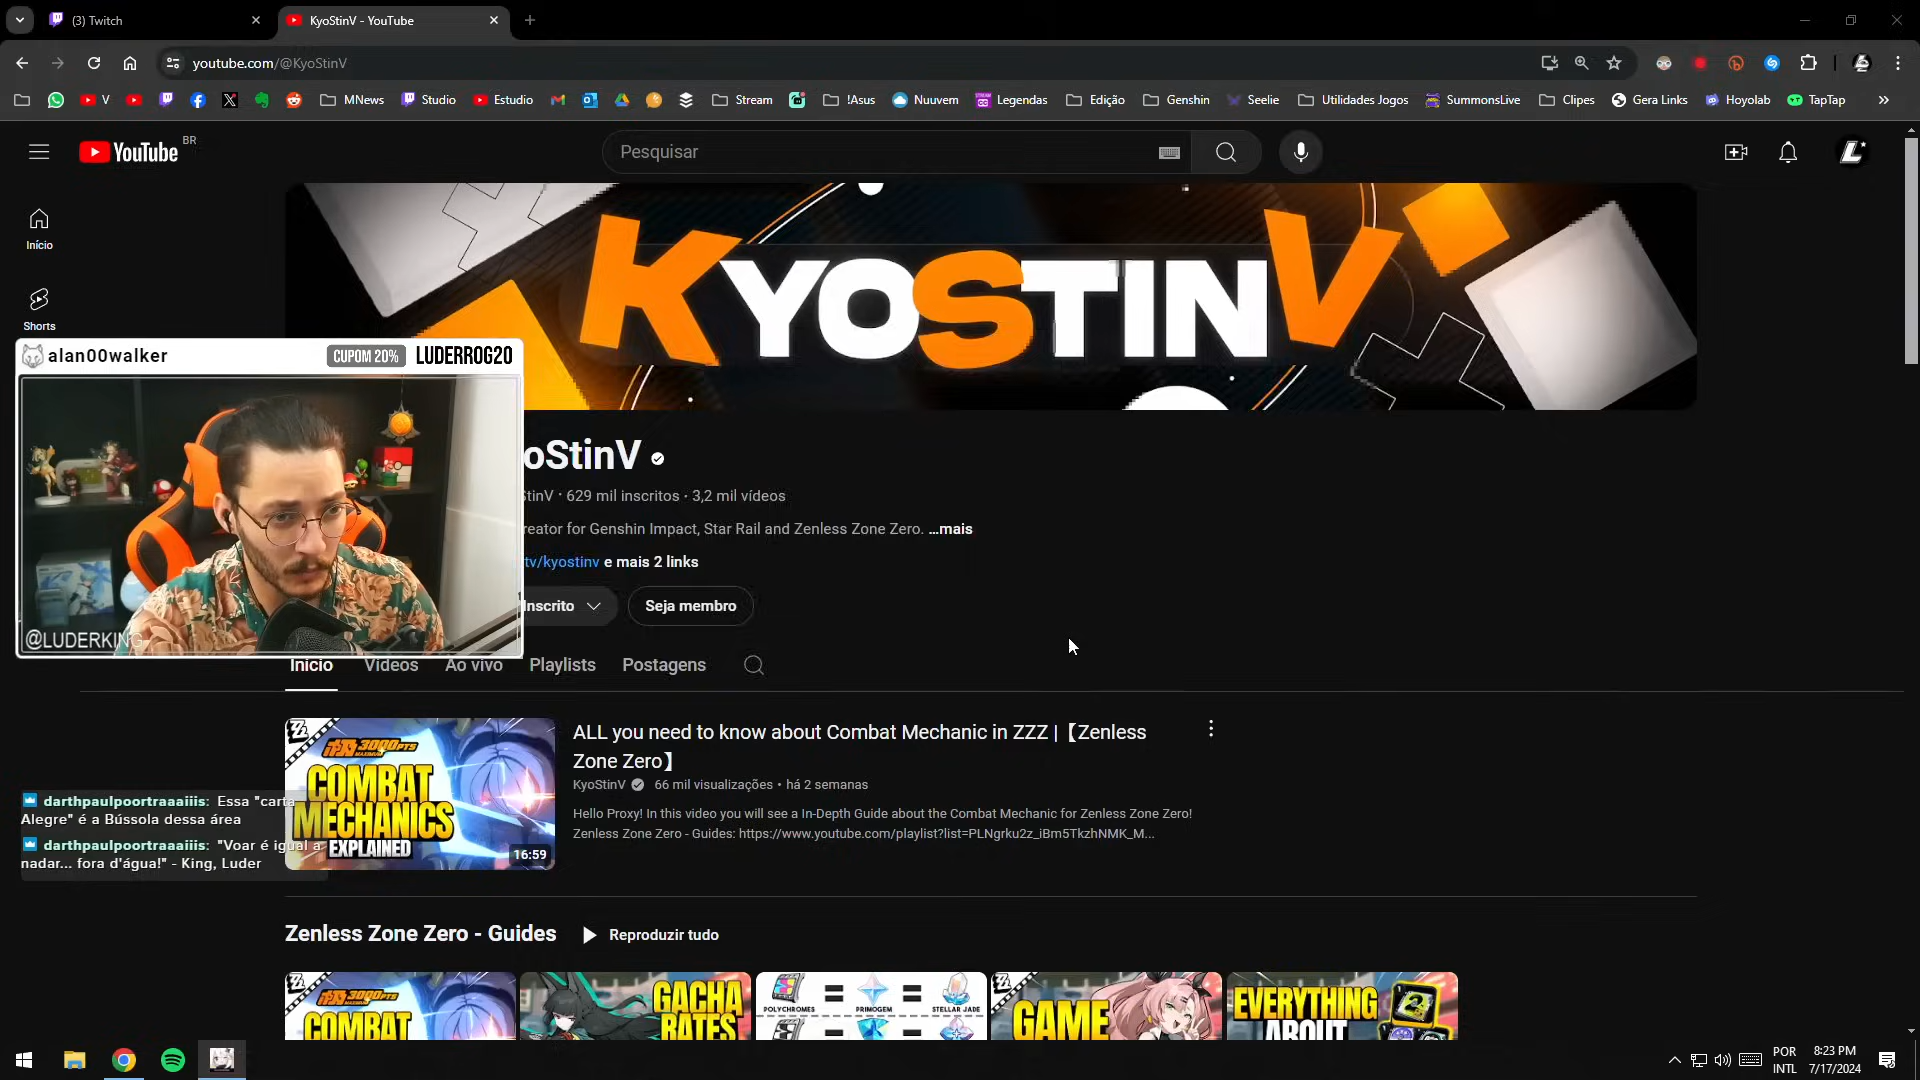 (3) Twitch
KyoStinV - YouTube
youtube.com/@KyoStinV
V
MNews
Studio
Estudio
Stream
!Asus
Nuuvem
Legendas
Edição
Genshin
Seelie
Utilidades Jogos
SummonsLive
Clipes
Gera Links
Hoyolab
TapTap
YouTube
BR
Pesquisar
Início
Shorts
KYOSTINV
alan00walker
CUPOM 20%
LUDERROG20
@LUDERKING
oStinV
StinV · 629 mil inscritos · 3,2 mil vídeos
reator for Genshin Impact, Star Rail and Zenless Zone Zero. ...mais
tv/kyostinv e mais 2 links
Inscrito
Seja membro
Início
Vídeos
Ao vivo
Playlists
Postagens
3000PTS
MAXIMUM
COMBAT
MECHANICS
EXPLAINED
16:59
ALL you need to know about Combat Mechanic in ZZZ |【Zenless
Zone Zero】
KyoStinV 66 mil visualizações • há 2 semanas
Hello Proxy! In this video you will see a In-Depth Guide about the Combat Mechanic for Zenless Zone Zero!
Zenless Zone Zero - Guides: https://www.youtube.com/playlist?list=PLNgrku2z_iBm5TkzhNMK_M...
darthpaulpoortraaaiiis: Essa "carta
Alegre" é a Bússola dessa área
darthpaulpoortraaaiiis: "Voar é igual a
nadar... fora d'água!" - King, Luder
Zenless Zone Zero - Guides
Reproduzir tudo
3000PTS
COMBAT
GACHA
RATES
POLYCHROMES
=
PRIMOGEM
=
STELLAR JADE
=
=
GAME
EVERYTHING
ABOUT
POR
INTL
8:23 PM
7/17/2024